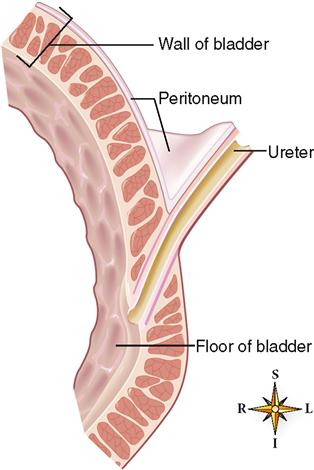 Wall of bladder
Peritoneum
Ureter
Floor of bladder
S
R L
I